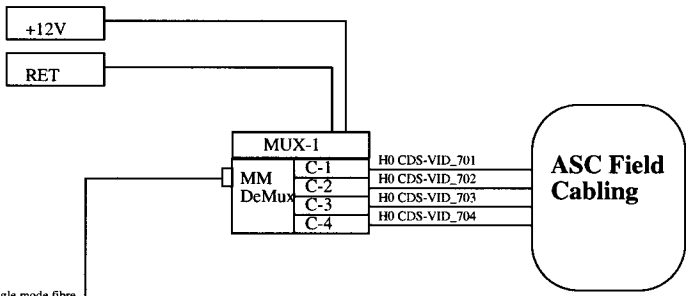 +12V
RET
MUX-1
MM
DeMux
C-1
C-2
C-3
C-4
H0 CDS-VID_701
H0 CDS-VID_702
H0 CDS-VID_703
H0 CDS-VID_704
ASC Field
Cabling
gle mode fibre